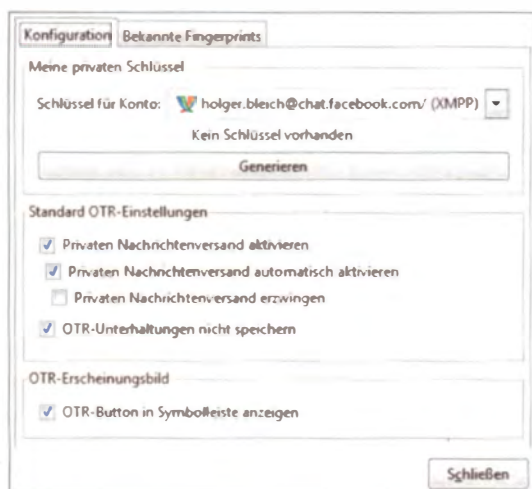 Konfiguration Bekannte Fingerprints
Meine privaten Schlüssel
Schlüssel für Konto: holger.bleich@chat.facebook.com/ (XMPP)
Kein Schlüssel vorhanden
Generieren
Standard OTR-Einstellungen
Privaten Nachrichtenversand aktivieren
Privaten Nachrichtenversand automatisch aktivieren
Privaten Nachrichtenversand erzwingen
OTR-Unterhaltungen nicht speichern
OTR-Erscheinungsbild
OTR-Button in Symbolleiste anzeigen
Schließen